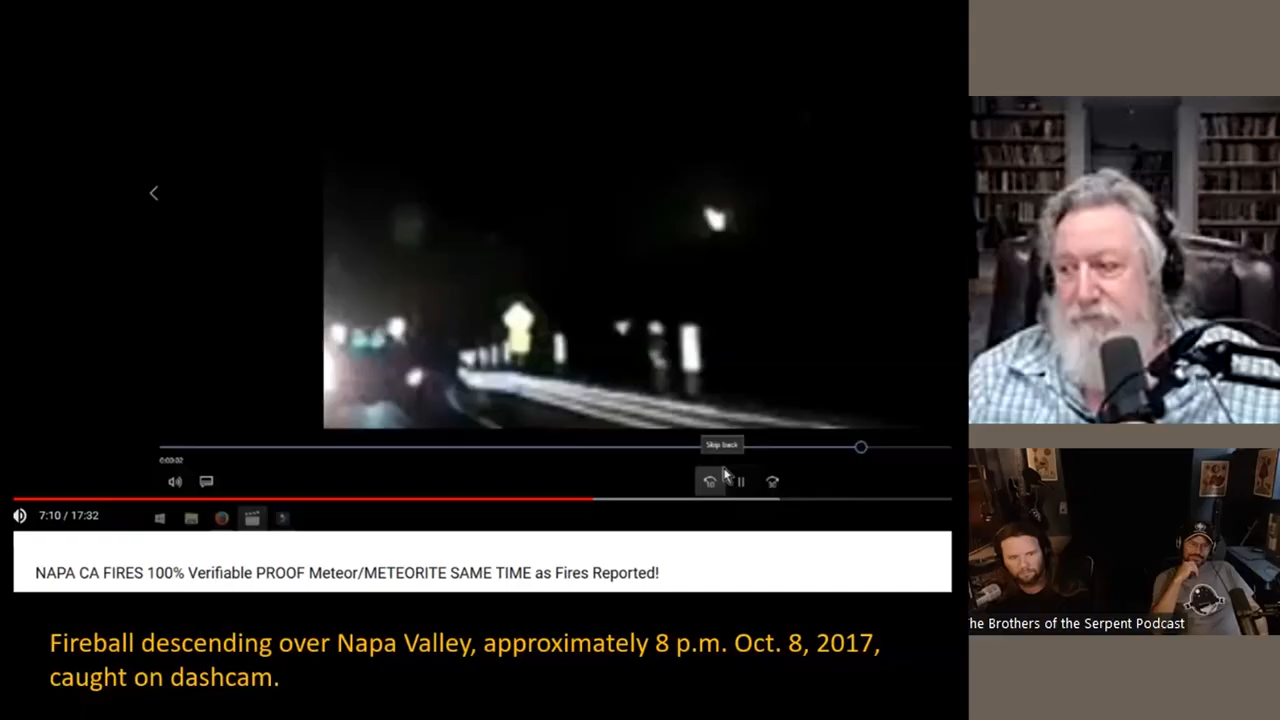 Skip back
0:00:02
7:10 / 17:32
NAPA CA FIRES 100% Verifiable PROOF Meteor/METEORITE SAME TIME as Fires Reported!
Fireball descending over Napa Valley, approximately 8 p.m. Oct. 8, 2017,
caught on dashcam.
he Brothers of the Serpent Podcast